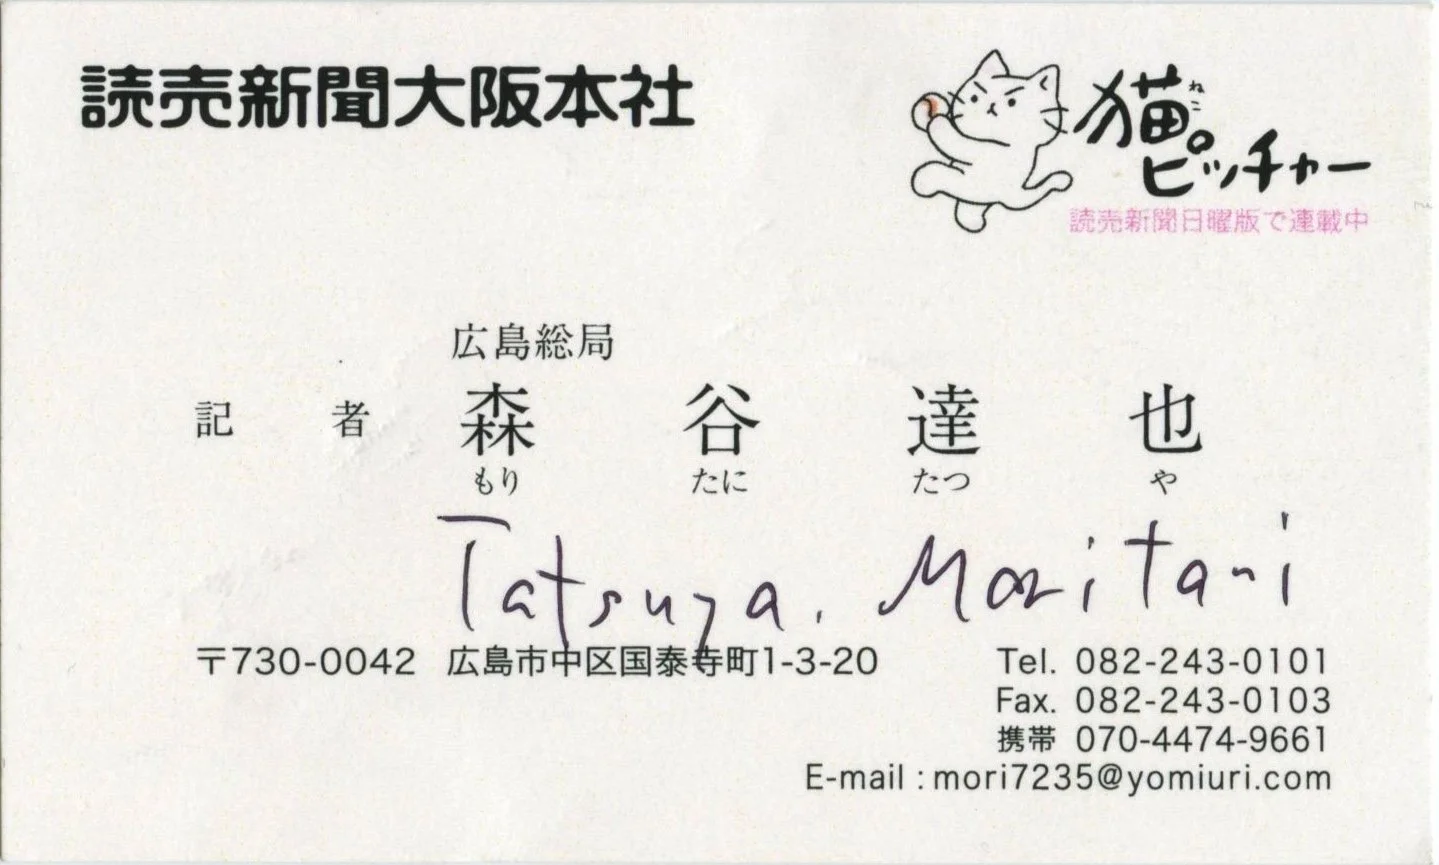 読売新聞大阪本社
猫ピッチャー
ねこ
読売新聞日曜版で連載中
広島総局
記者 森谷達也
もり たに たつ や
Tatsuya. Moritani
〒730-0042 広島市中区国泰寺町1-3-20
Tel. 082-243-0101
Fax. 082-243-0103
携帯 070-4474-9661
E-mail : mori7235@yomiuri.com